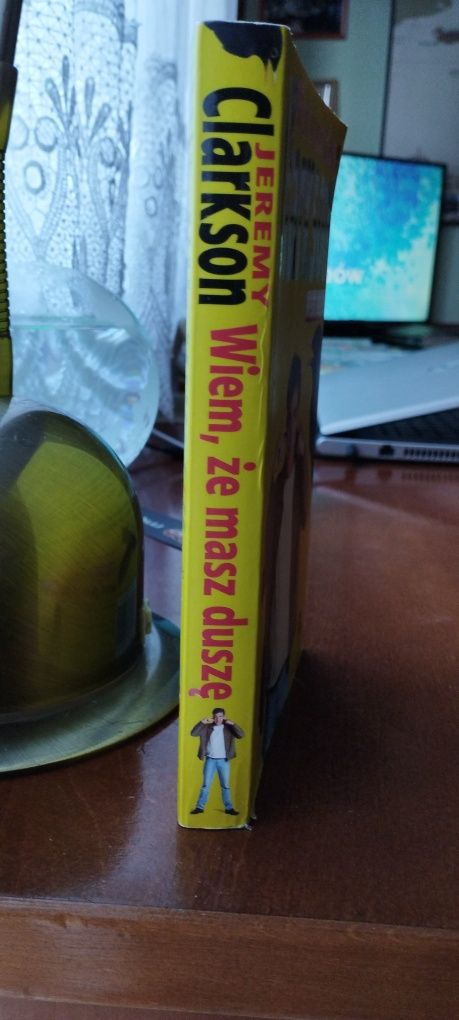 JEREMY
Clarkson
Wiem, że masz duszę